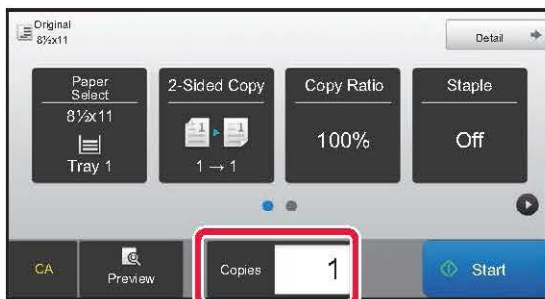 Original
8½x11
Detail
Paper
Select
8½x11
Tray 1
2-Sided Copy
1 → 1
Copy Ratio
100%
Staple
Off
CA
Preview
Copies
1
Start